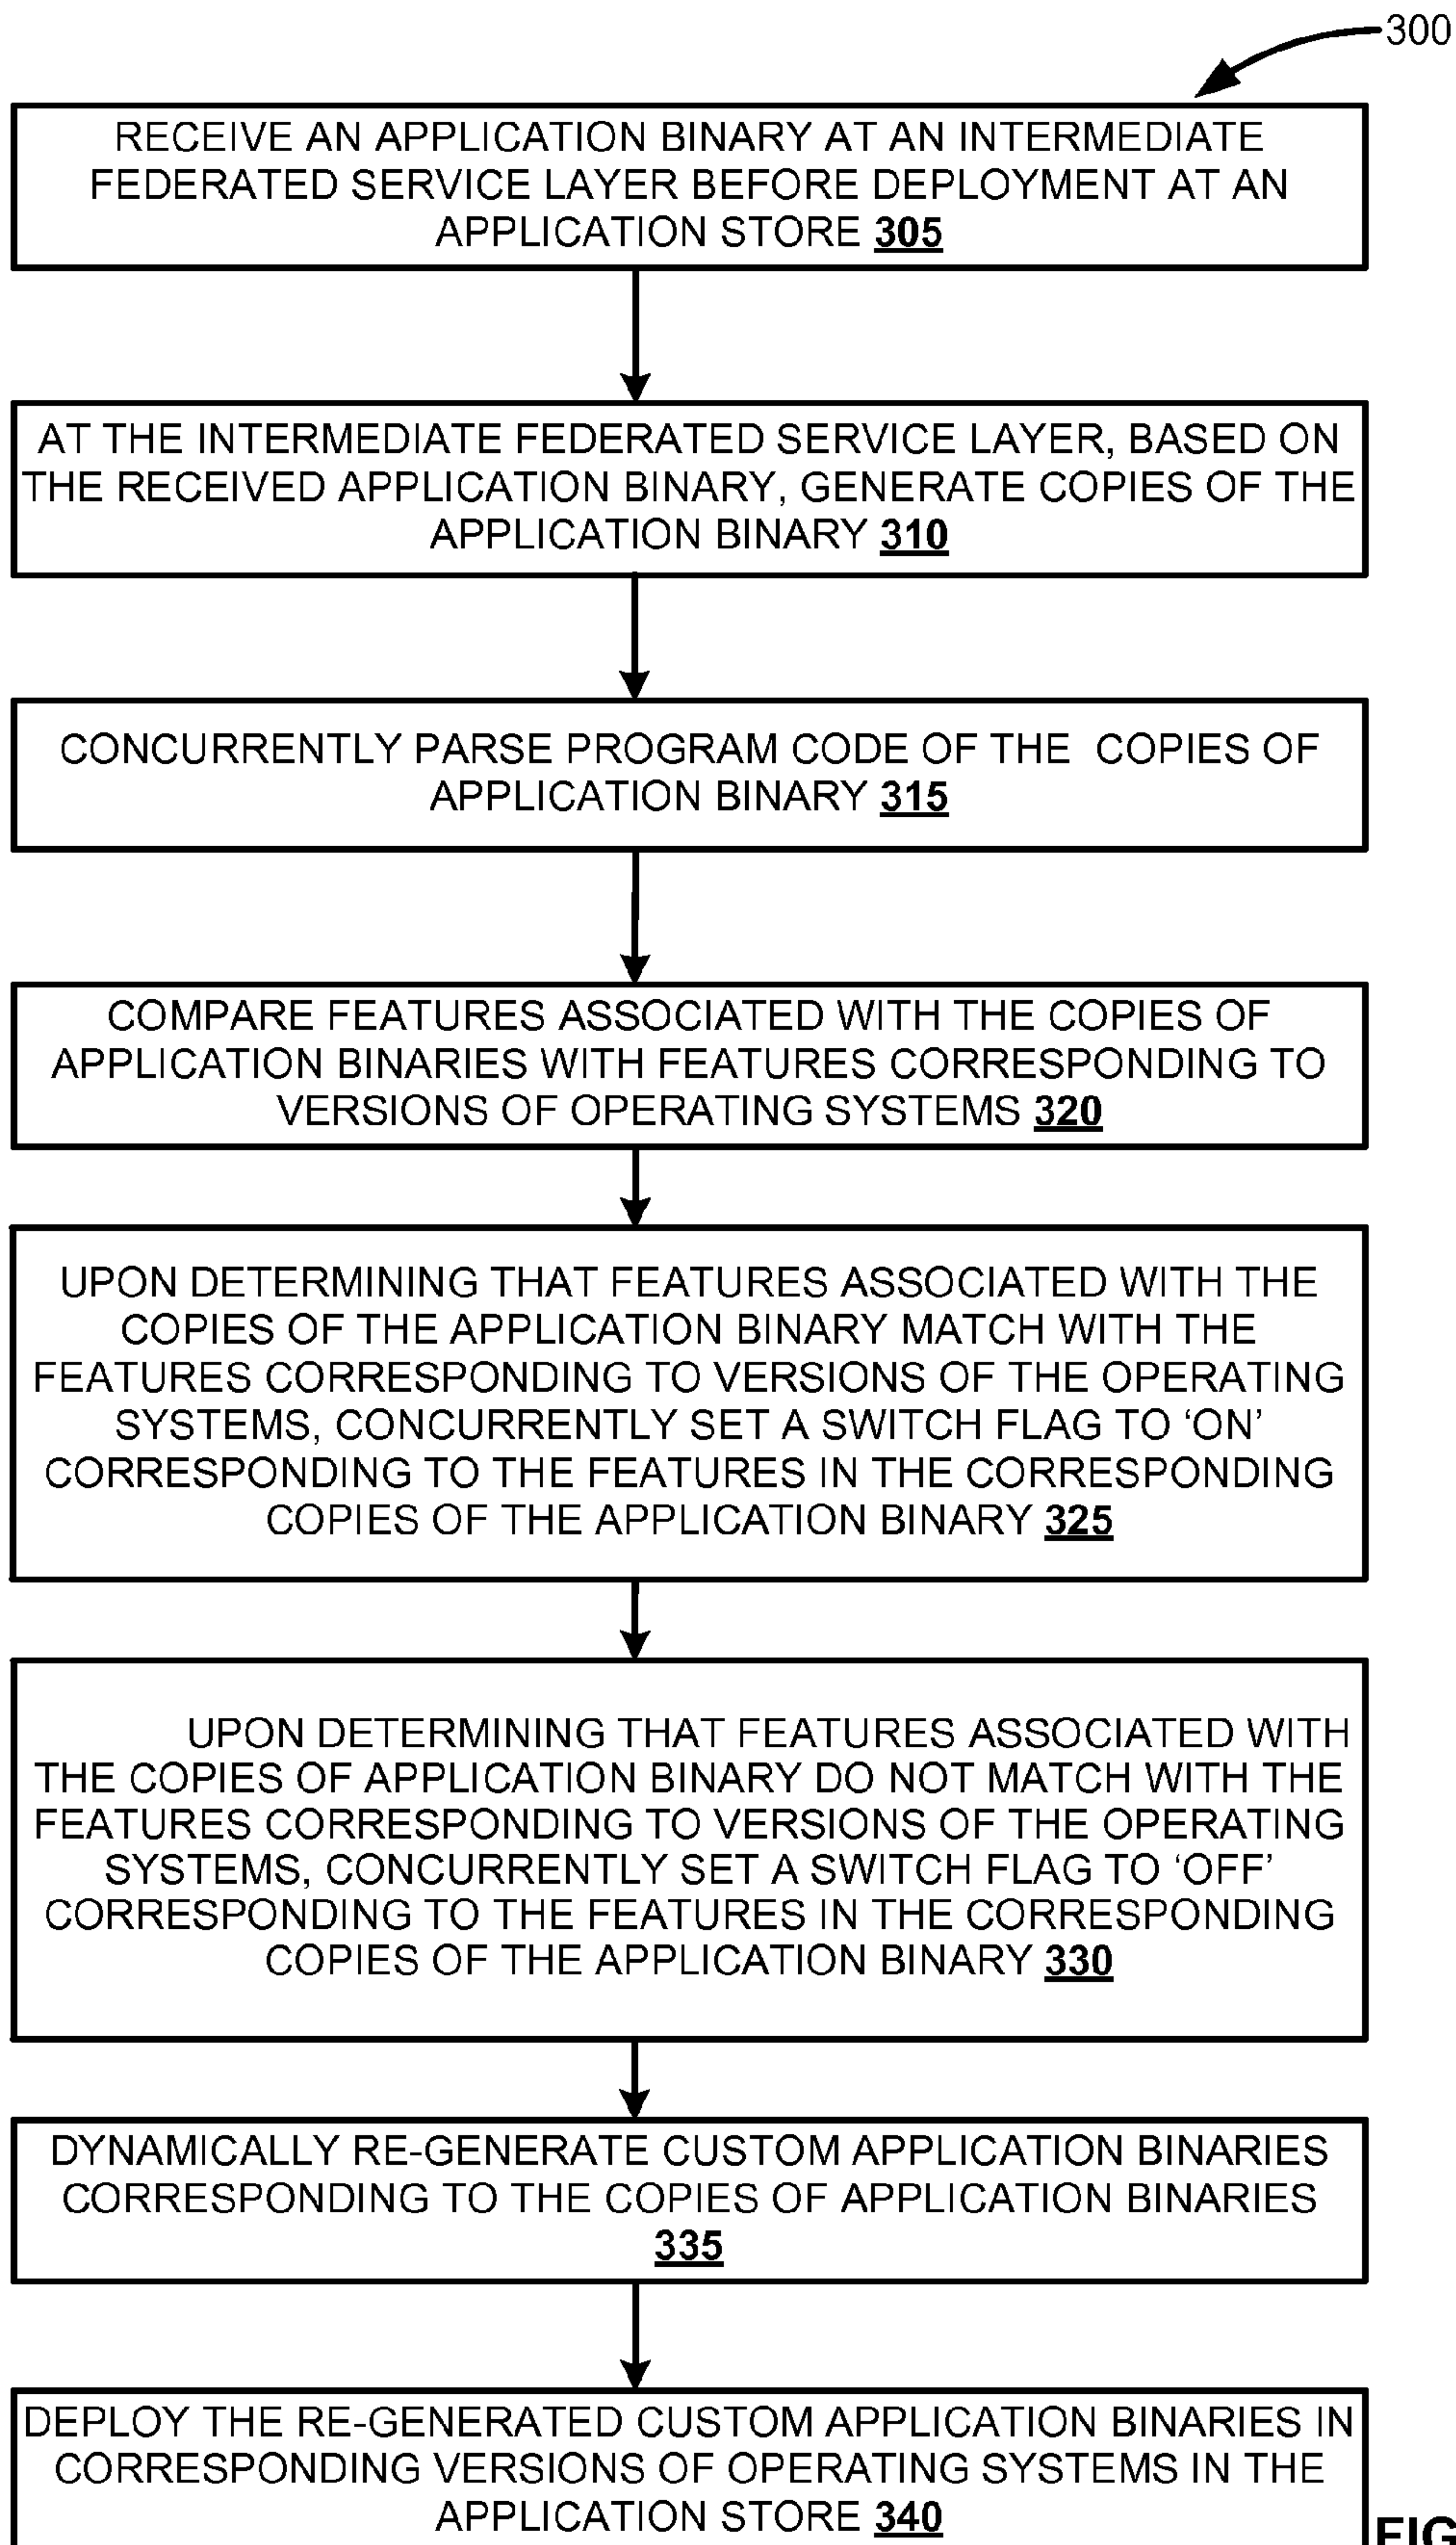 300
RECEIVE AN APPLICATION BINARY AT AN INTERMEDIATE
FEDERATED SERVICE LAYER BEFORE DEPLOYMENT AT AN
APPLICATION STORE 305
AT THE INTERMEDIATE FEDERATED SERVICE LAYER, BASED ON
THE RECEIVED APPLICATION BINARY, GENERATE COPIES OF THE
APPLICATION BINARY 310
CONCURRENTLY PARSE PROGRAM CODE OF THE COPIES OF
APPLICATION BINARY 315
COMPARE FEATURES ASSOCIATED WITH THE COPIES OF
APPLICATION BINARIES WITH FEATURES CORRESPONDING TO
VERSIONS OF OPERATING SYSTEMS 320
UPON DETERMINING THAT FEATURES ASSOCIATED WITH THE
COPIES OF THE APPLICATION BINARY MATCH WITH THE
FEATURES CORRESPONDING TO VERSIONS OF THE OPERATING
SYSTEMS, CONCURRENTLY SET A SWITCH FLAG TO ‘ON’
CORRESPONDING TO THE FEATURES IN THE CORRESPONDING
COPIES OF THE APPLICATION BINARY 325
UPON DETERMINING THAT FEATURES ASSOCIATED WITH
THE COPIES OF APPLICATION BINARY DO NOT MATCH WITH THE
FEATURES CORRESPONDING TO VERSIONS OF THE OPERATING
SYSTEMS, CONCURRENTLY SET A SWITCH FLAG TO ‘OFF’
CORRESPONDING TO THE FEATURES IN THE CORRESPONDING
COPIES OF THE APPLICATION BINARY 330
DYNAMICALLY RE-GENERATE CUSTOM APPLICATION BINARIES
CORRESPONDING TO THE COPIES OF APPLICATION BINARIES
335
DEPLOY THE RE-GENERATED CUSTOM APPLICATION BINARIES IN
CORRESPONDING VERSIONS OF OPERATING SYSTEMS IN THE
APPLICATION STORE 340
FIG